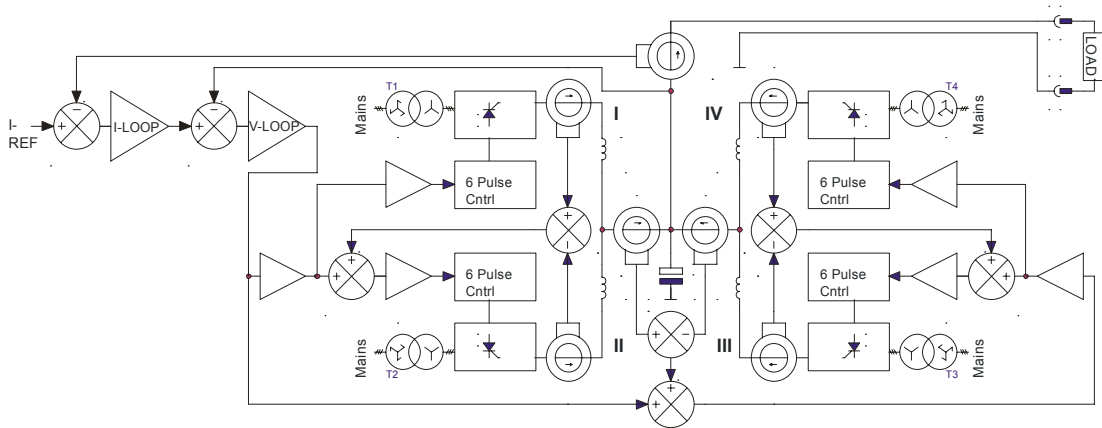 LOAD
T1
Mains
I
IV
T4
Mains
I-
REF
I-LOOP
V-LOOP
+
−
+
−
6 Pulse
Cntrl
6 Pulse
Cntrl
+
−
+
−
+
+
6 Pulse
Cntrl
6 Pulse
Cntrl
+
+
II
+
−
III
Mains
T2
T3
Mains
+
+